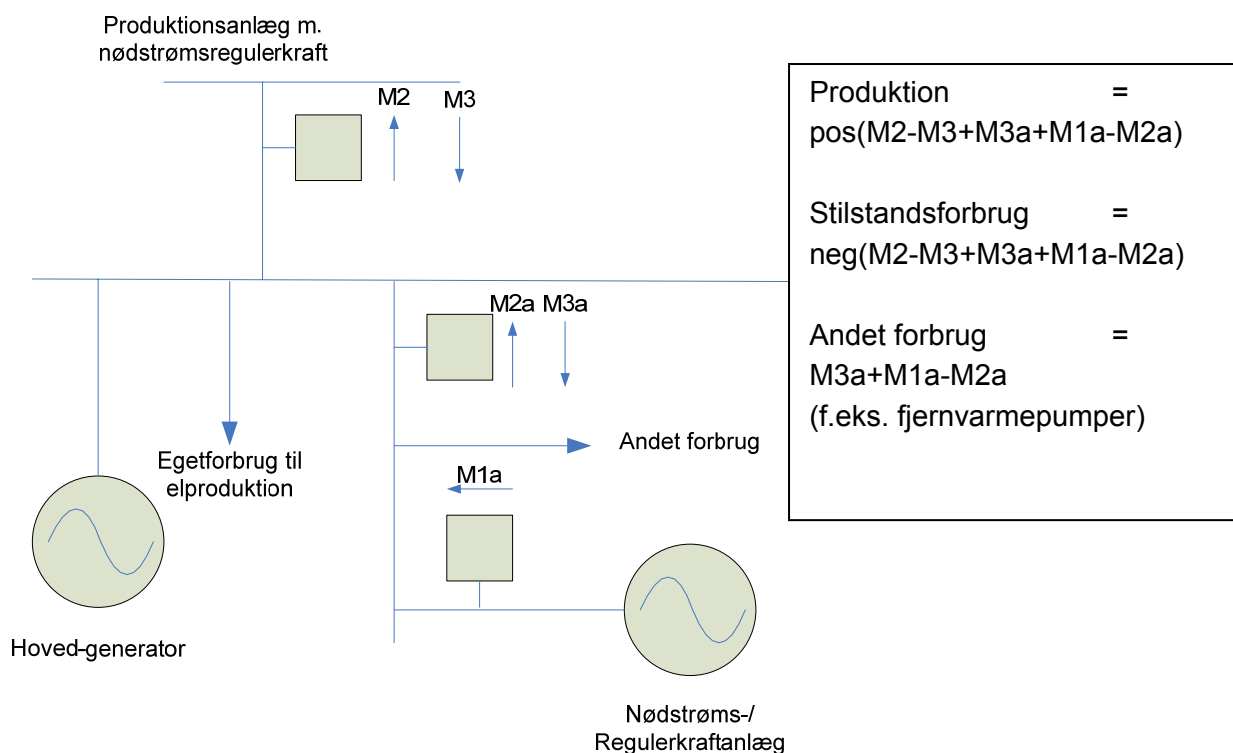 Produktionsanlæg m.
nødstrømsregulerkraft
M2 M3
Produktion =
pos(M2-M3+M3a+M1a-M2a)
Stilstandsforbrug =
neg(M2-M3+M3a+M1a-M2a)
Andet forbrug =
M3a+M1a-M2a
(f.eks. fjernvarmepumper)
M2a M3a
Andet forbrug
Egetforbrug til
elproduktion
M1a
Hoved-generator
Nødstrøms-/
Regulerkraftanlæg